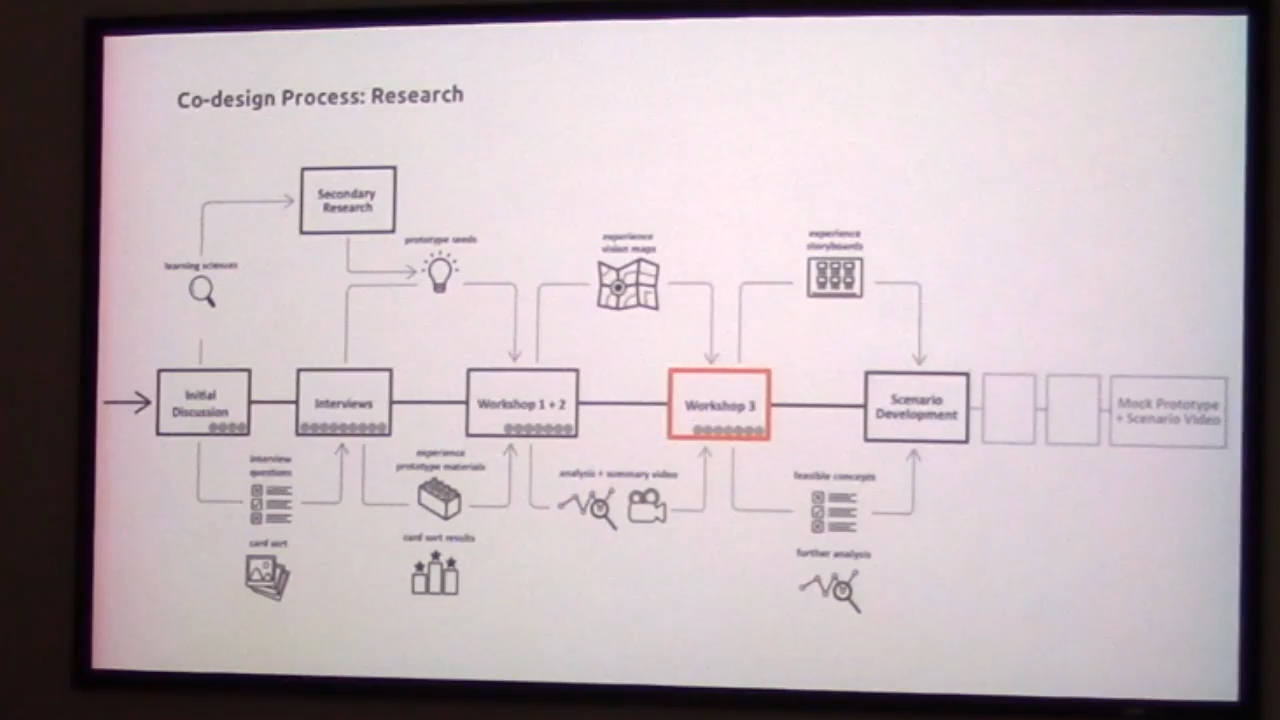 Co-design Process: Research
Secondary
Research
learning sciences
prototype seeds
experience
vision maps
experience
storyboards
Initial
Discussion
Interviews
Workshop 1 + 2
Workshop 3
Scenario
Development
Mock Prototype
+ Scenario Video
interview
questions
card sort
experience
prototype materials
card sort results
analysis + summary video
feasible concepts
further analysis